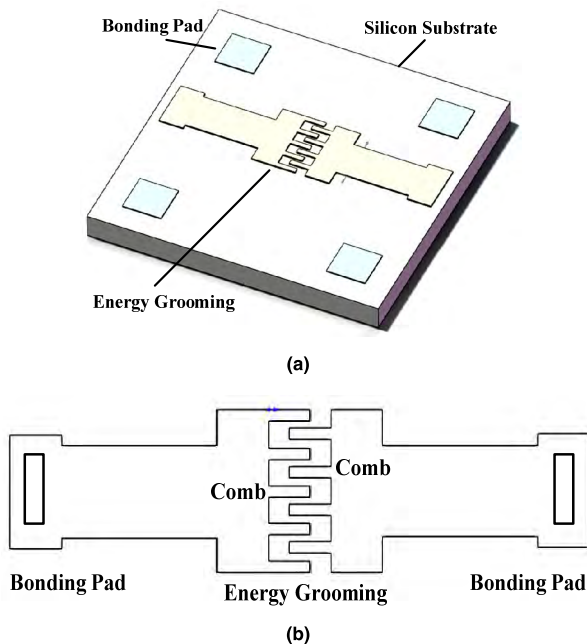 Bonding Pad
Silicon Substrate
Energy Grooming
(a)
Comb
Comb
Bonding Pad
Energy Grooming
Bonding Pad
(b)